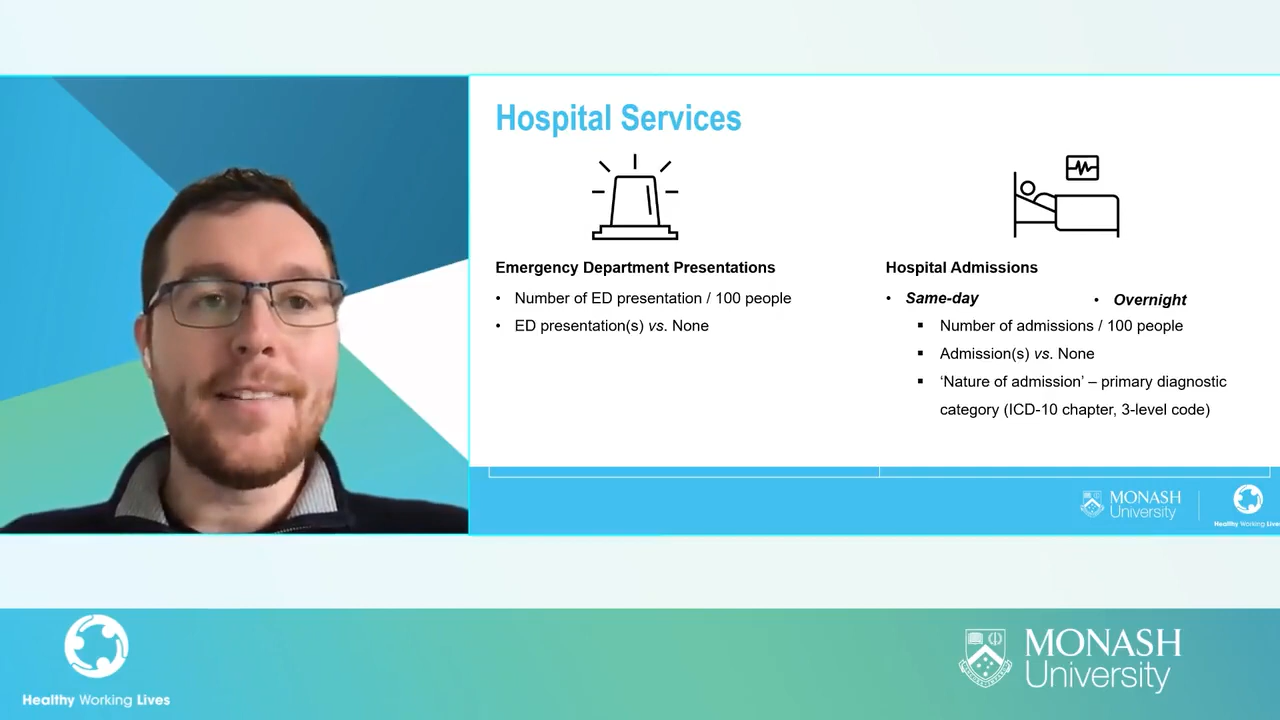 Hospital Services
Emergency Department Presentations
• Number of ED presentation / 100 people
• ED presentation(s) vs. None
Hospital Admissions
• Same-day
• Overnight
▪ Number of admissions / 100 people
▪ Admission(s) vs. None
▪ ‘Nature of admission’ – primary diagnostic
category (ICD-10 chapter, 3-level code)
MONASH
University
Healthy Working Lives
Healthy Working Lives
MONASH
University